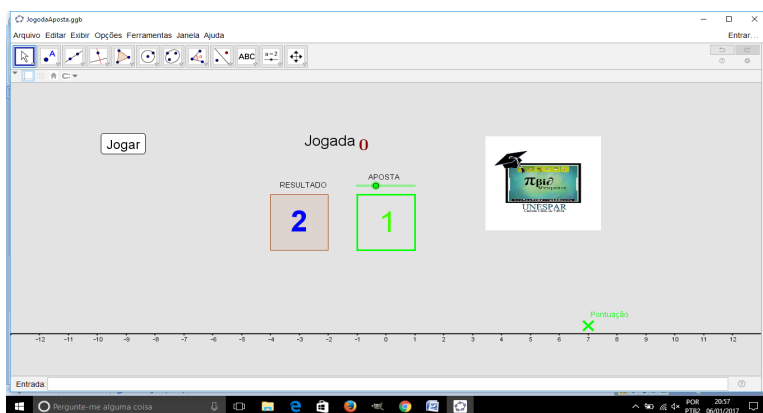 JogodaAposta.ggb
Arquivo Editar Exibir Opções Ferramentas Janela Ajuda
Entrar...
A
ABC
a=2
Jogar
Jogada 0
RESULTADO
APOSTA
2
1
UNESPAR
Pontuação
-12 -11 -10 -9 -8 -7 -6 -5 -4 -3 -2 -1 0 1 2 3 4 5 6 7 8 9 10 11 12
Entrada:
Pergunte-me alguma coisa
POR
PTB2
20:57
06/01/2017